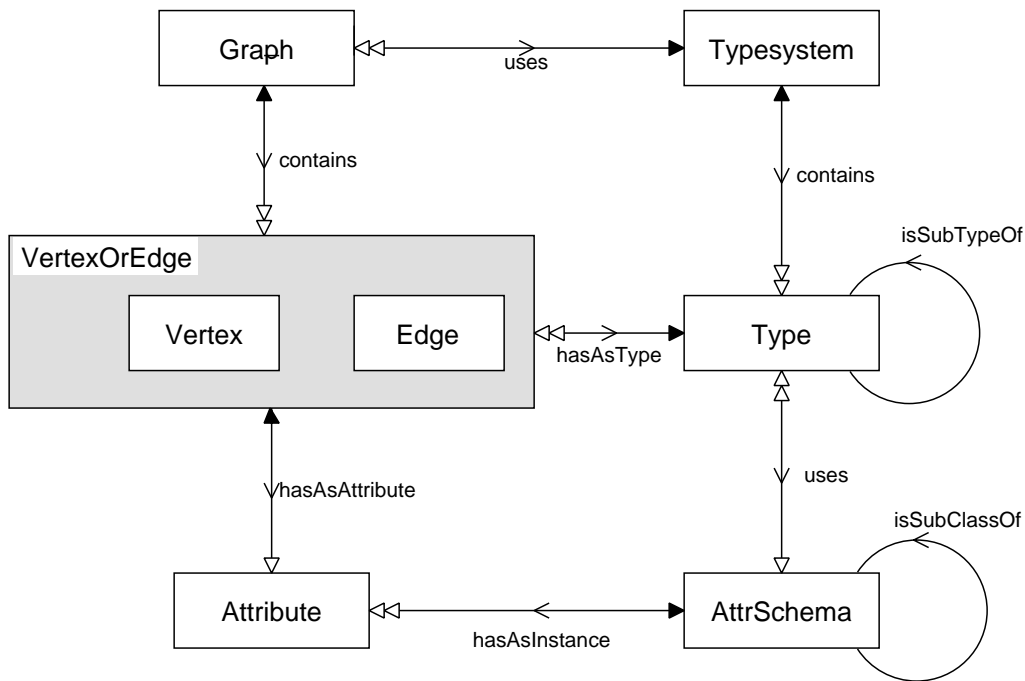 Graph
Typesystem
uses
contains
contains
VertexOrEdge
isSubTypeOf
Vertex
Edge
Type
hasAsType
uses
hasAsAttribute
isSubClassOf
Attribute
AttrSchema
hasAsInstance